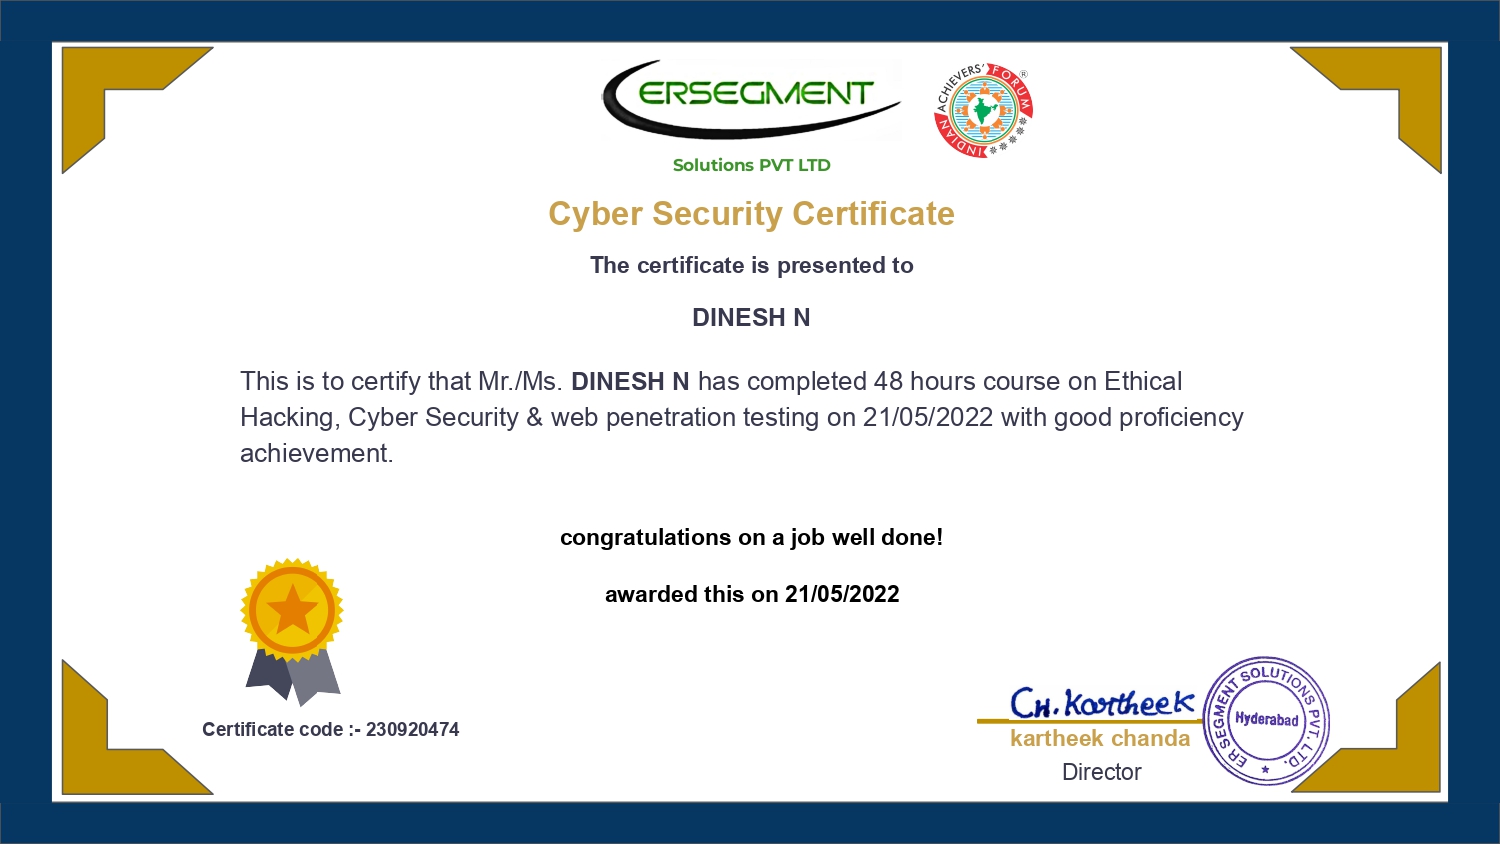 ERSEGMENT
INDIAN ACHIEVERS' FORUM ®
Solutions PVT LTD
Cyber Security Certificate
The certificate is presented to
DINESH N
This is to certify that Mr./Ms. DINESH N has completed 48 hours course on Ethical
Hacking, Cyber Security & web penetration testing on 21/05/2022 with good proficiency
achievement.
congratulations on a job well done!
awarded this on 21/05/2022
Certificate code :- 230920474
CH.Kartheek
kartheek chanda
Director
ER SEGMENT SOLUTIONS PVT. LTD.
Hyderabad